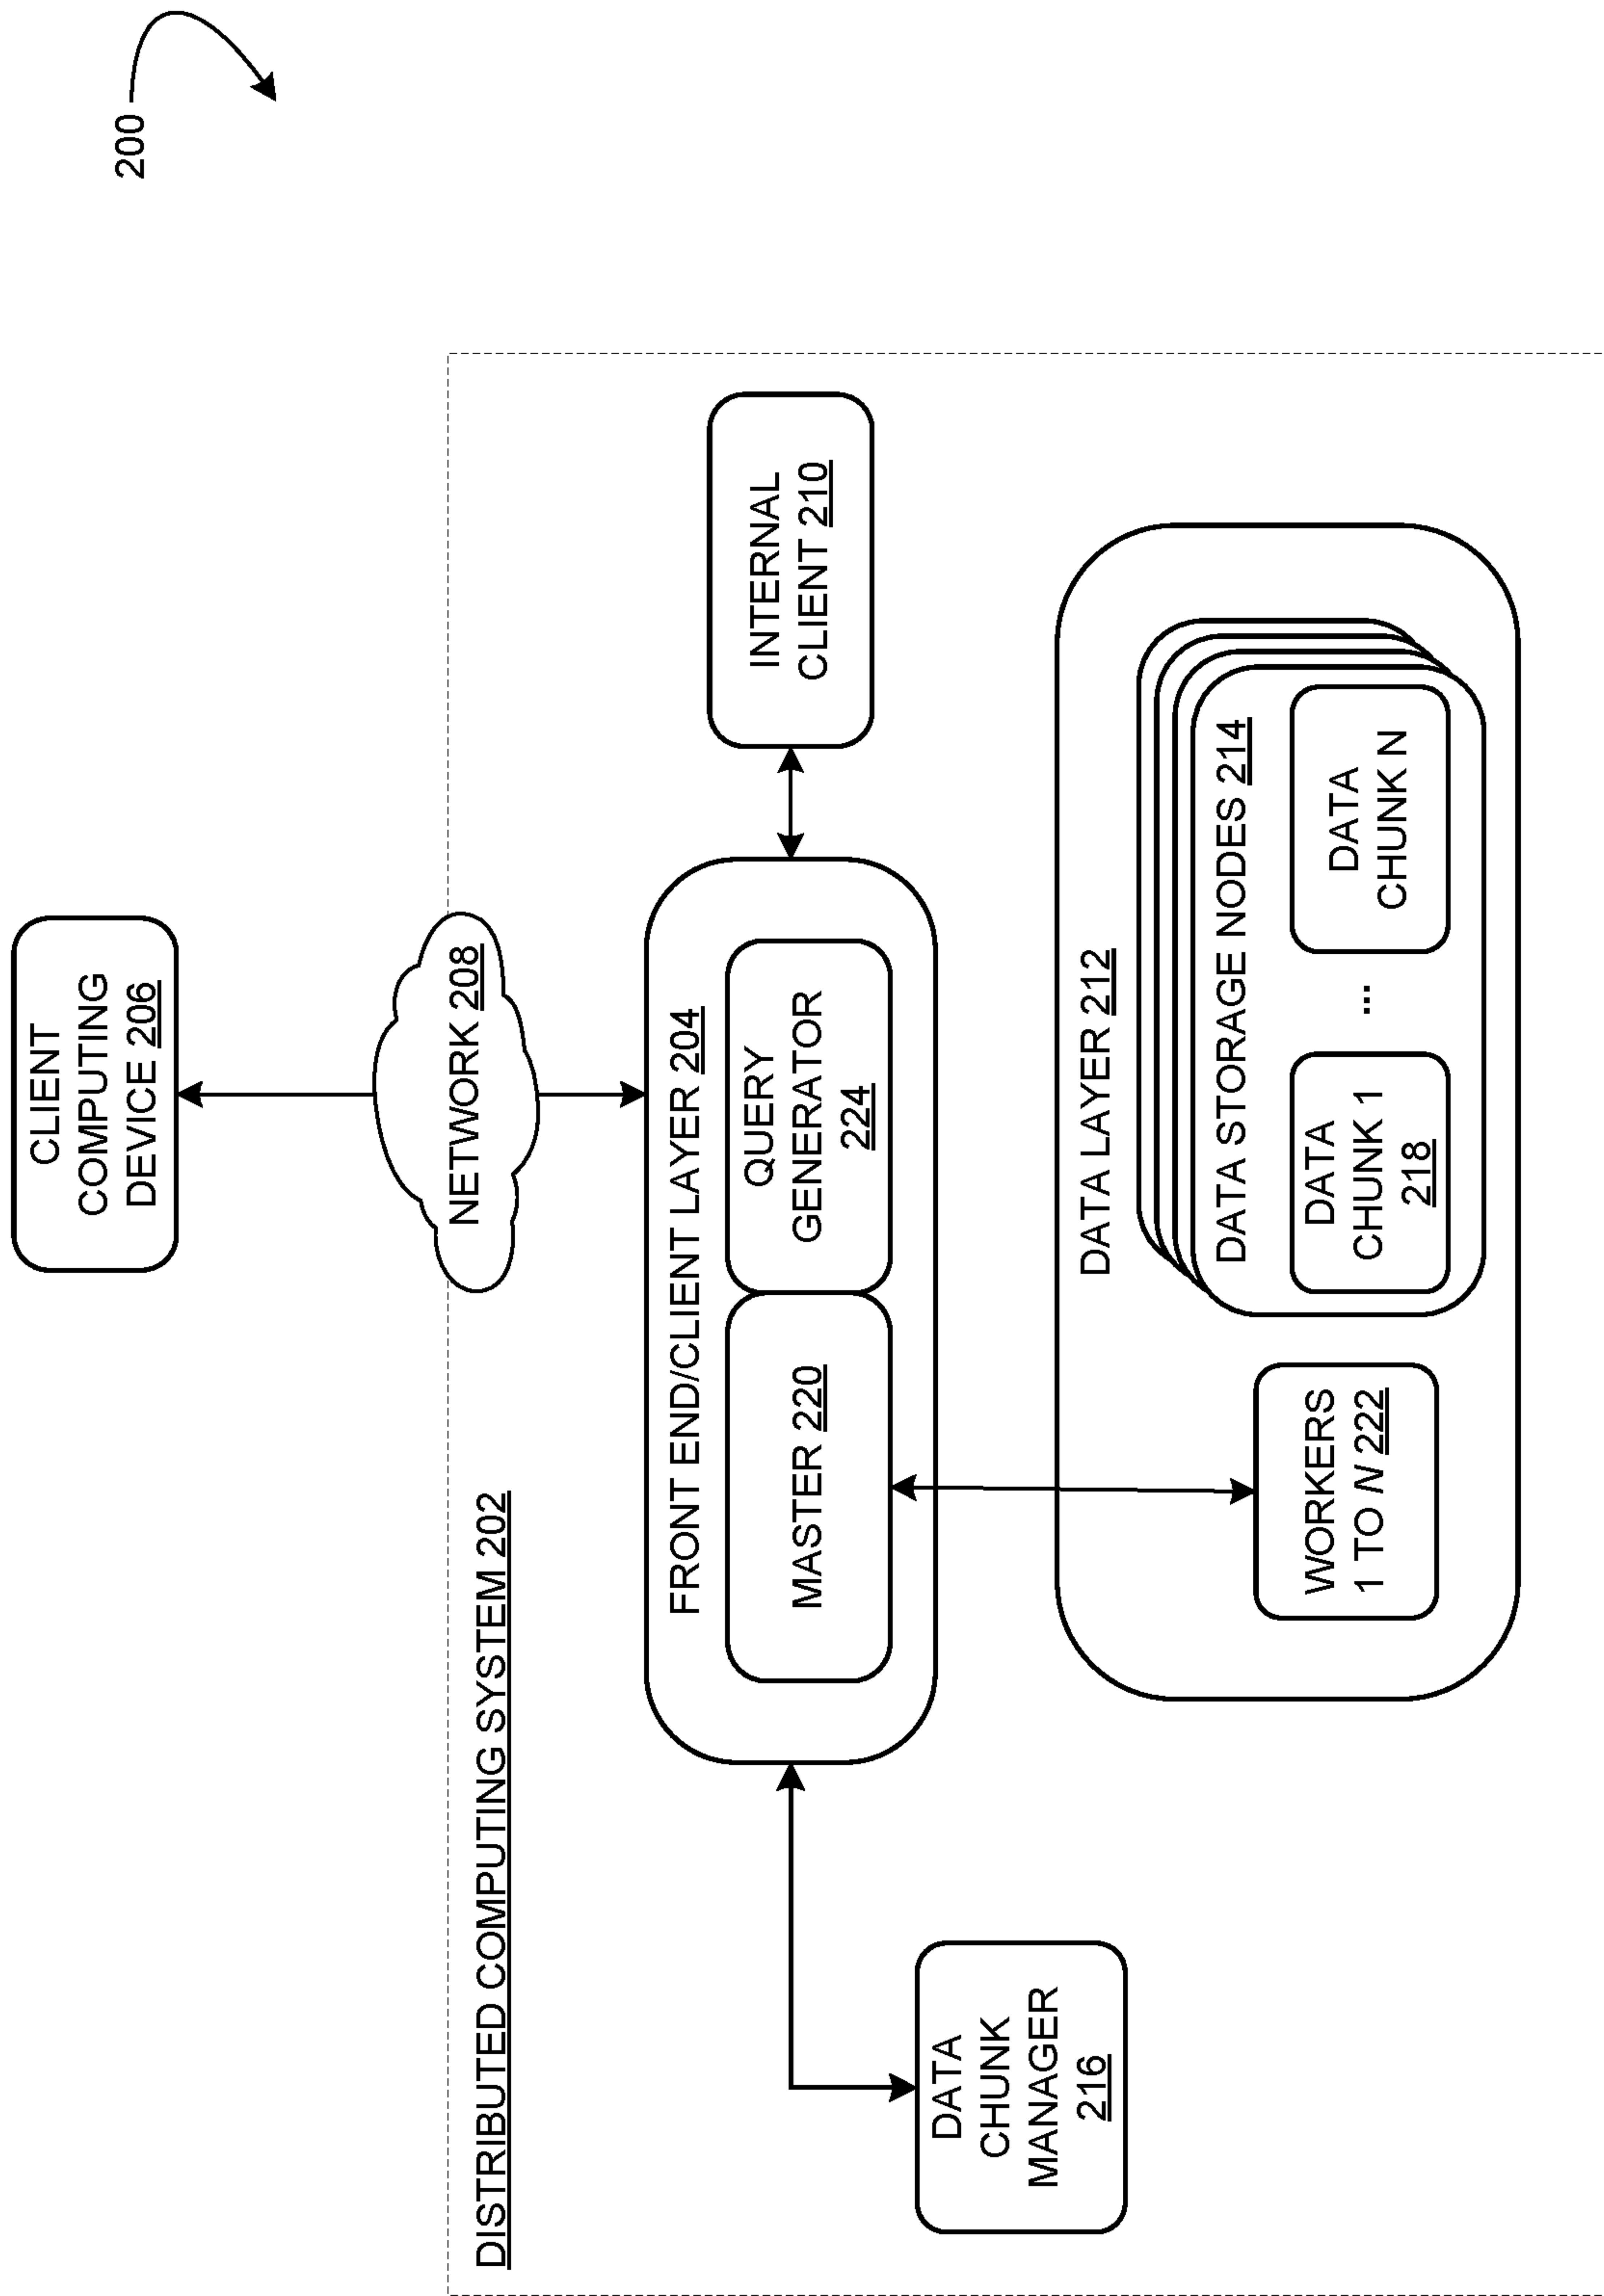 200
CLIENT
COMPUTING
DEVICE 206
NETWORK 208
DISTRIBUTED COMPUTING SYSTEM 202
FRONT END/CLIENT LAYER 204
MASTER 220
QUERY
GENERATOR
224
INTERNAL
CLIENT 210
DATA
CHUNK
MANAGER
216
DATA LAYER 212
WORKERS
1 TO N 222
DATA STORAGE NODES 214
DATA
CHUNK 1
218
...
DATA
CHUNK N